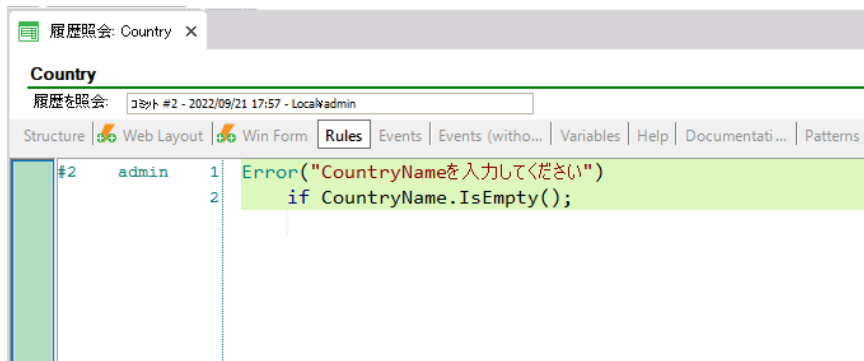 履歴照会: Country ×
Country
履歴を照会: コミット #2 - 2022/09/21 17:57 - Local¥admin
Structure Web Layout Win Form Rules Events Events (witho... Variables Help Documentati ... Patterns
#2 admin 1 Error("CountryNameを入力してください")
2 if CountryName.IsEmpty();